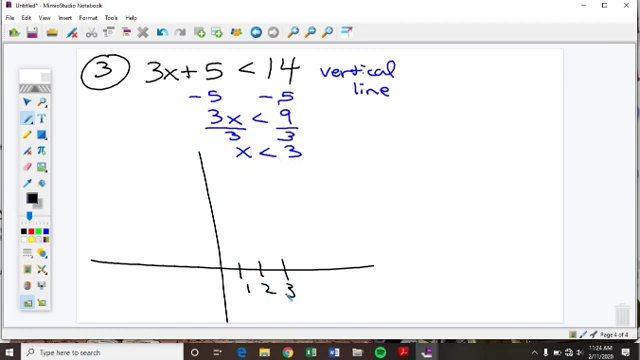 Untitled* - MimioStudio Notebook
File Edit View Insert Format Tools Help
③ 3x + 5 < 14 vertical
line
-5 -5
3x < 9
3 3
x < 3
1 2 3
Page 4 of 4
Type here to search
11:24 AM
2/11/2020